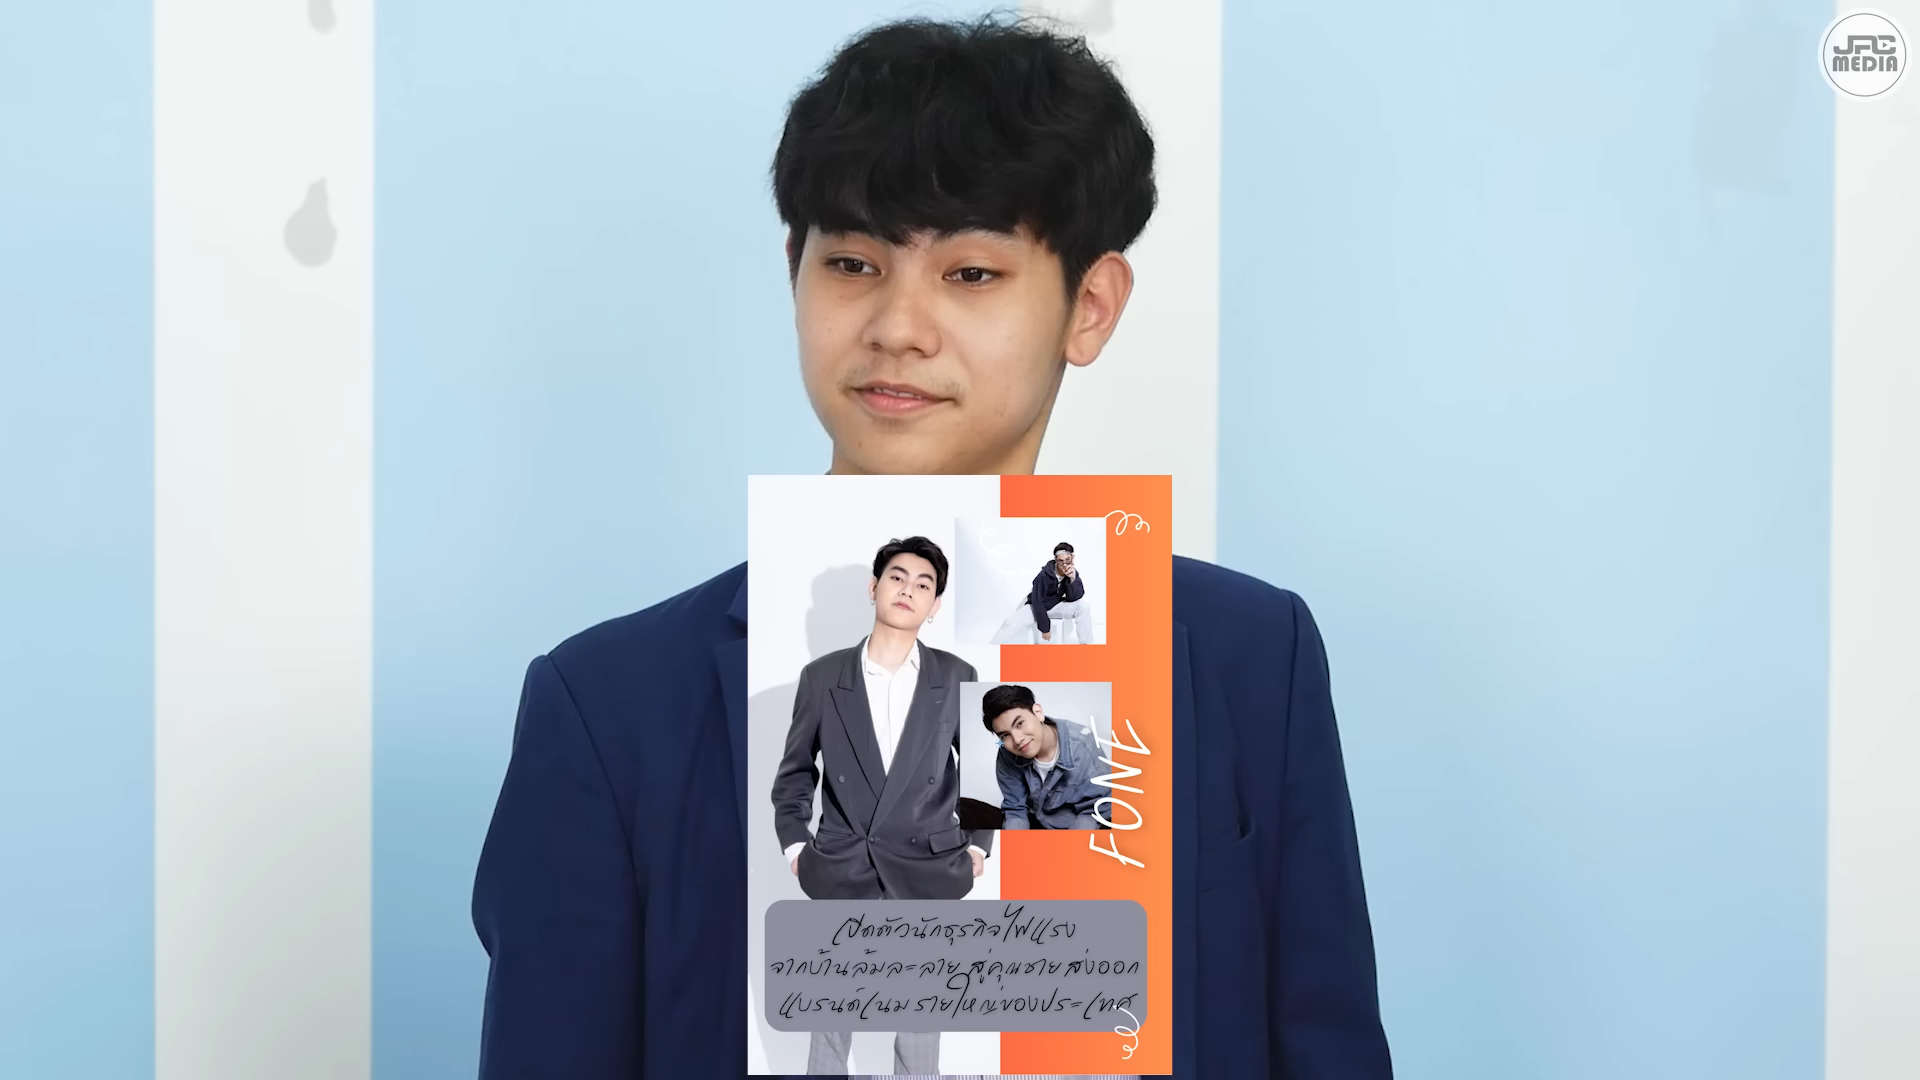 JPC
MEDIA
FONT
เปิดตัวนักธุรกิจไฟแรง
จากบ้านล้มละลาย สู่คุณชาย ส่งออก
แบรนด์เนม รายใหญ่ของประเทศ